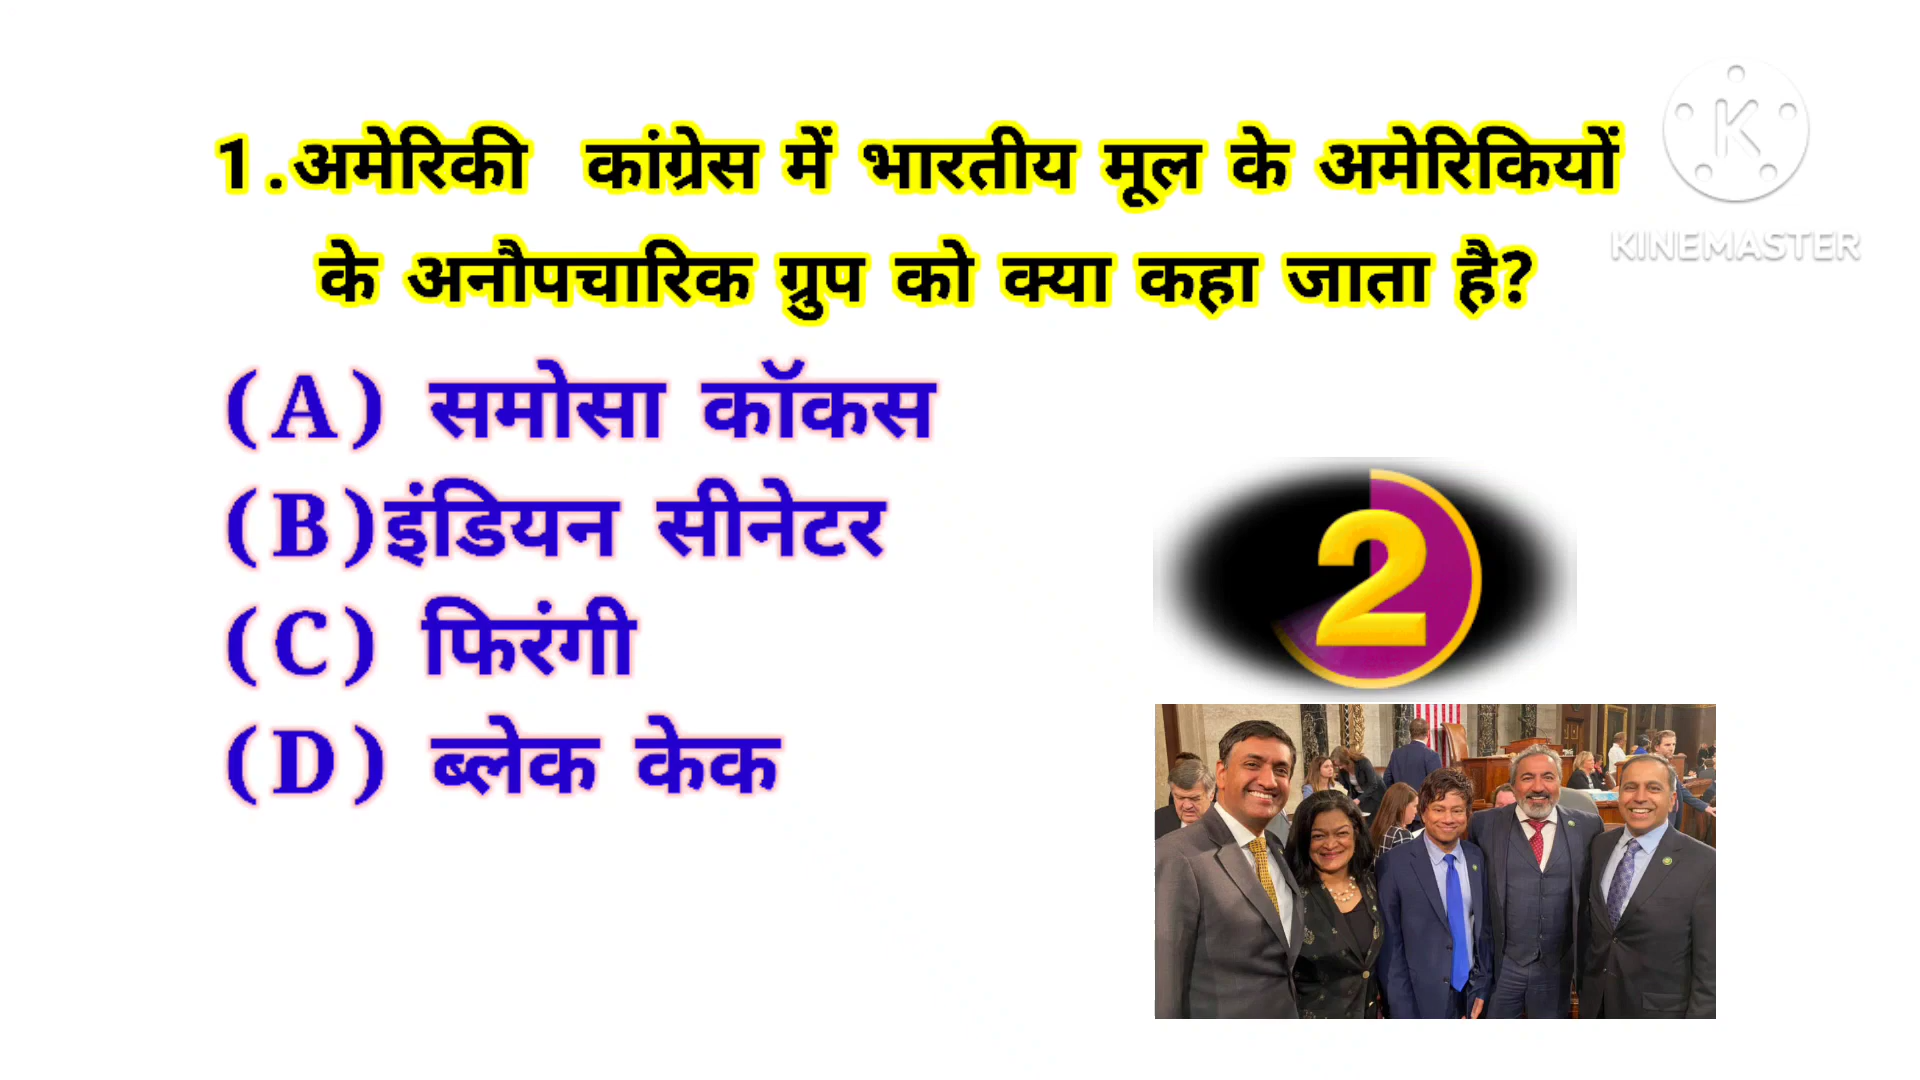 1.अमेरिकी कांग्रेस में भारतीय मूल के अमेरिकियों
के अनौपचारिक ग्रुप को क्या कहा जाता है?
(A) समोसा कॉकस
(B)इंडियन सीनेटर
(C) फिरंगी
(D) ब्लेक केक
2
K
KINEMASTER